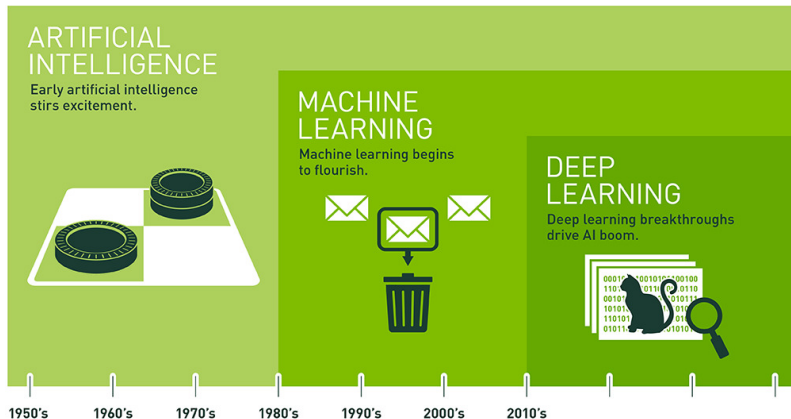 ARTIFICIAL
INTELLIGENCE
Early artificial intelligence
stirs excitement.
MACHINE
LEARNING
Machine learning begins
to flourish.
DEEP
LEARNING
Deep learning breakthroughs
drive AI boom.
1950's 1960's 1970's 1980's 1990's 2000's 2010's